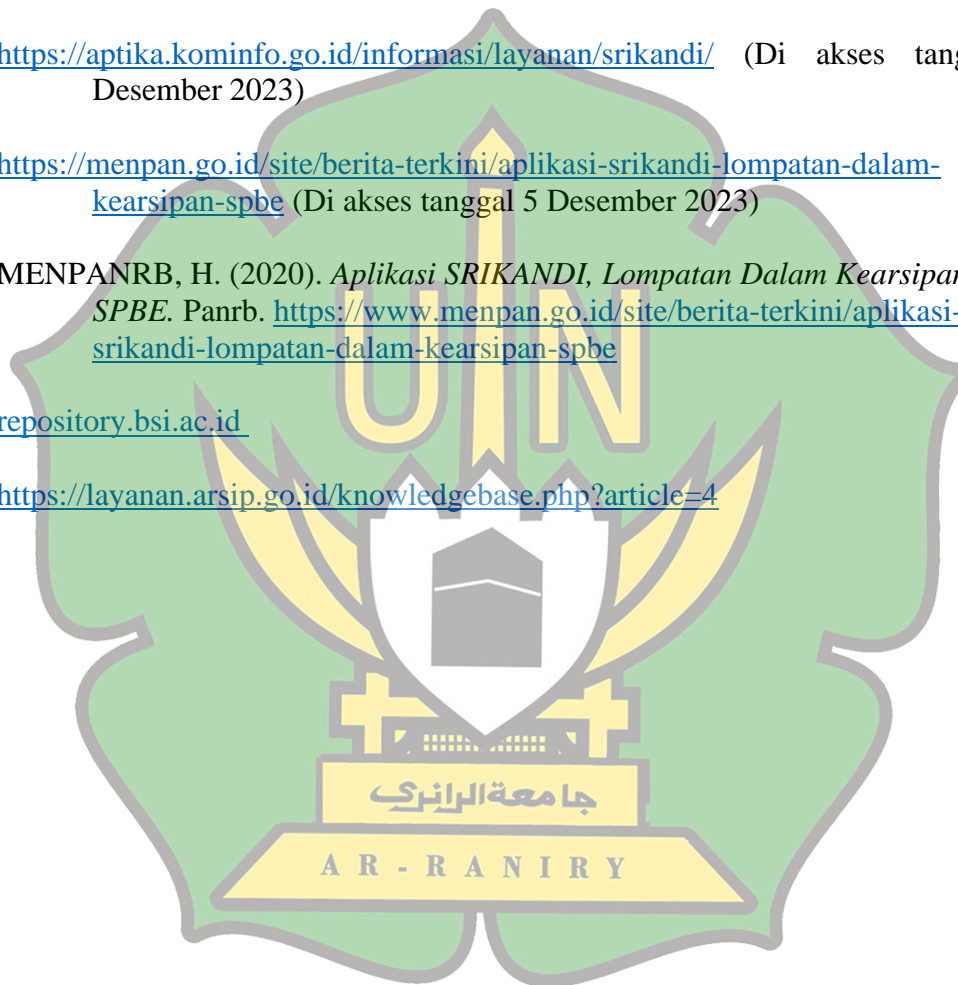 https://aptika.kominfo.go.id/informasi/layanan/srikandi/ (Di akses tang
Desember 2023)
https://menpan.go.id/site/berita-terkini/aplikasi-srikandi-lompatan-dalam-
kearsipan-spbe (Di akses tanggal 5 Desember 2023)
MENPANRB, H. (2020). Aplikasi SRIKANDI, Lompatan Dalam Kearsipan
SPBE. Panrb. https://www.menpan.go.id/site/berita-terkini/aplikasi-
srikandi-lompatan-dalam-kearsipan-spbe
repository.bsi.ac.id
https://layanan.arsip.go.id/knowledgebase.php?article=4
UIN
جامعة الرانري
AR-RANIRY